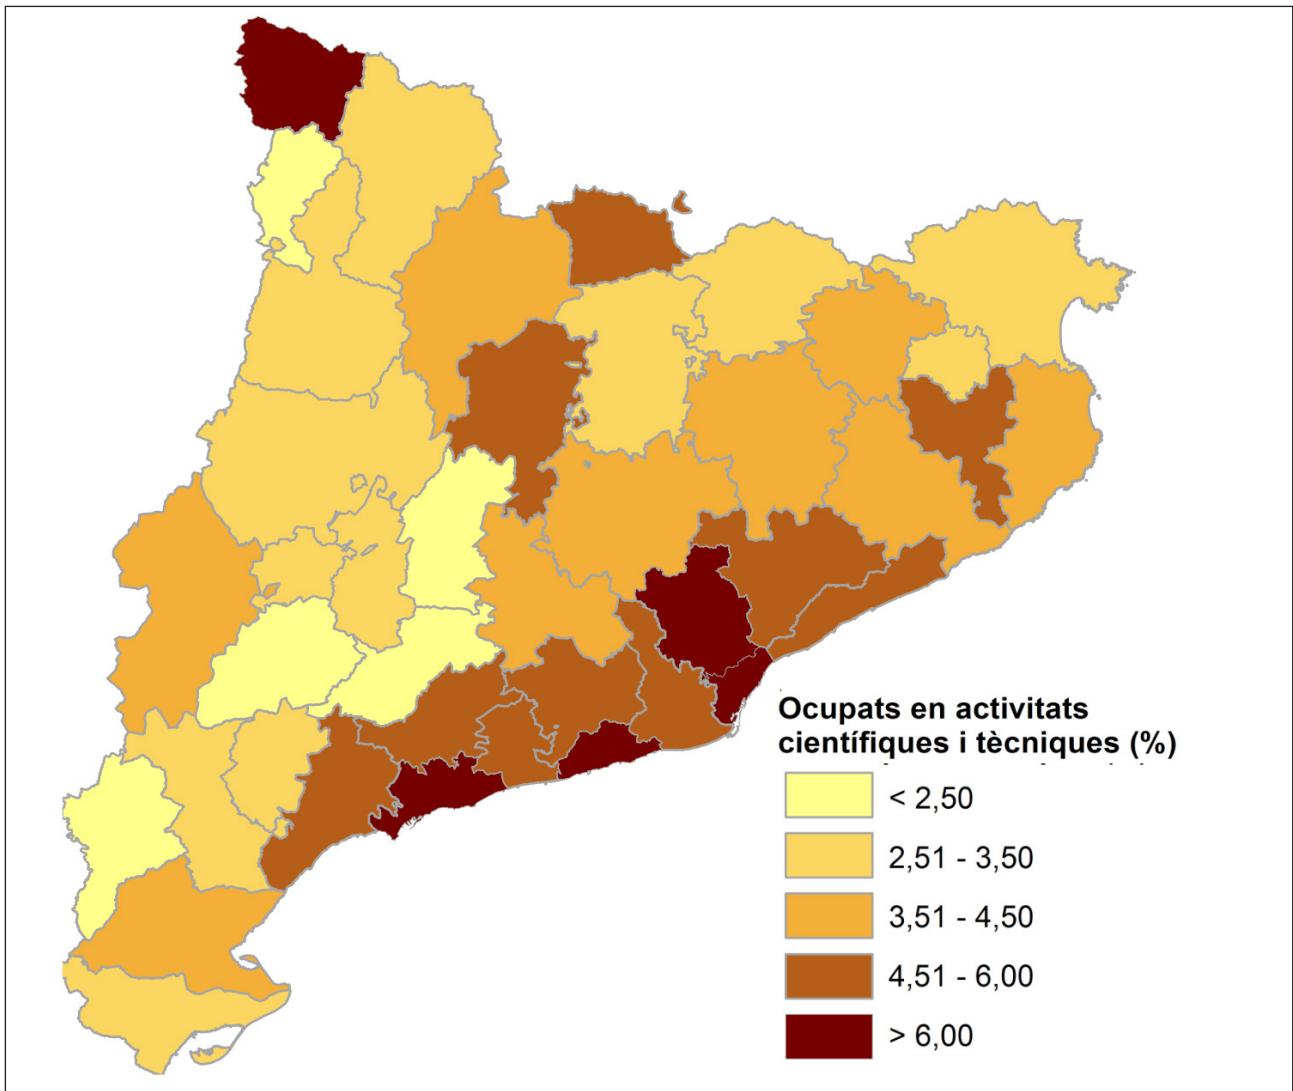 Ocupats en activitats
científiques i tècniques (%)
< 2,50
2,51 - 3,50
3,51 - 4,50
4,51 - 6,00
> 6,00